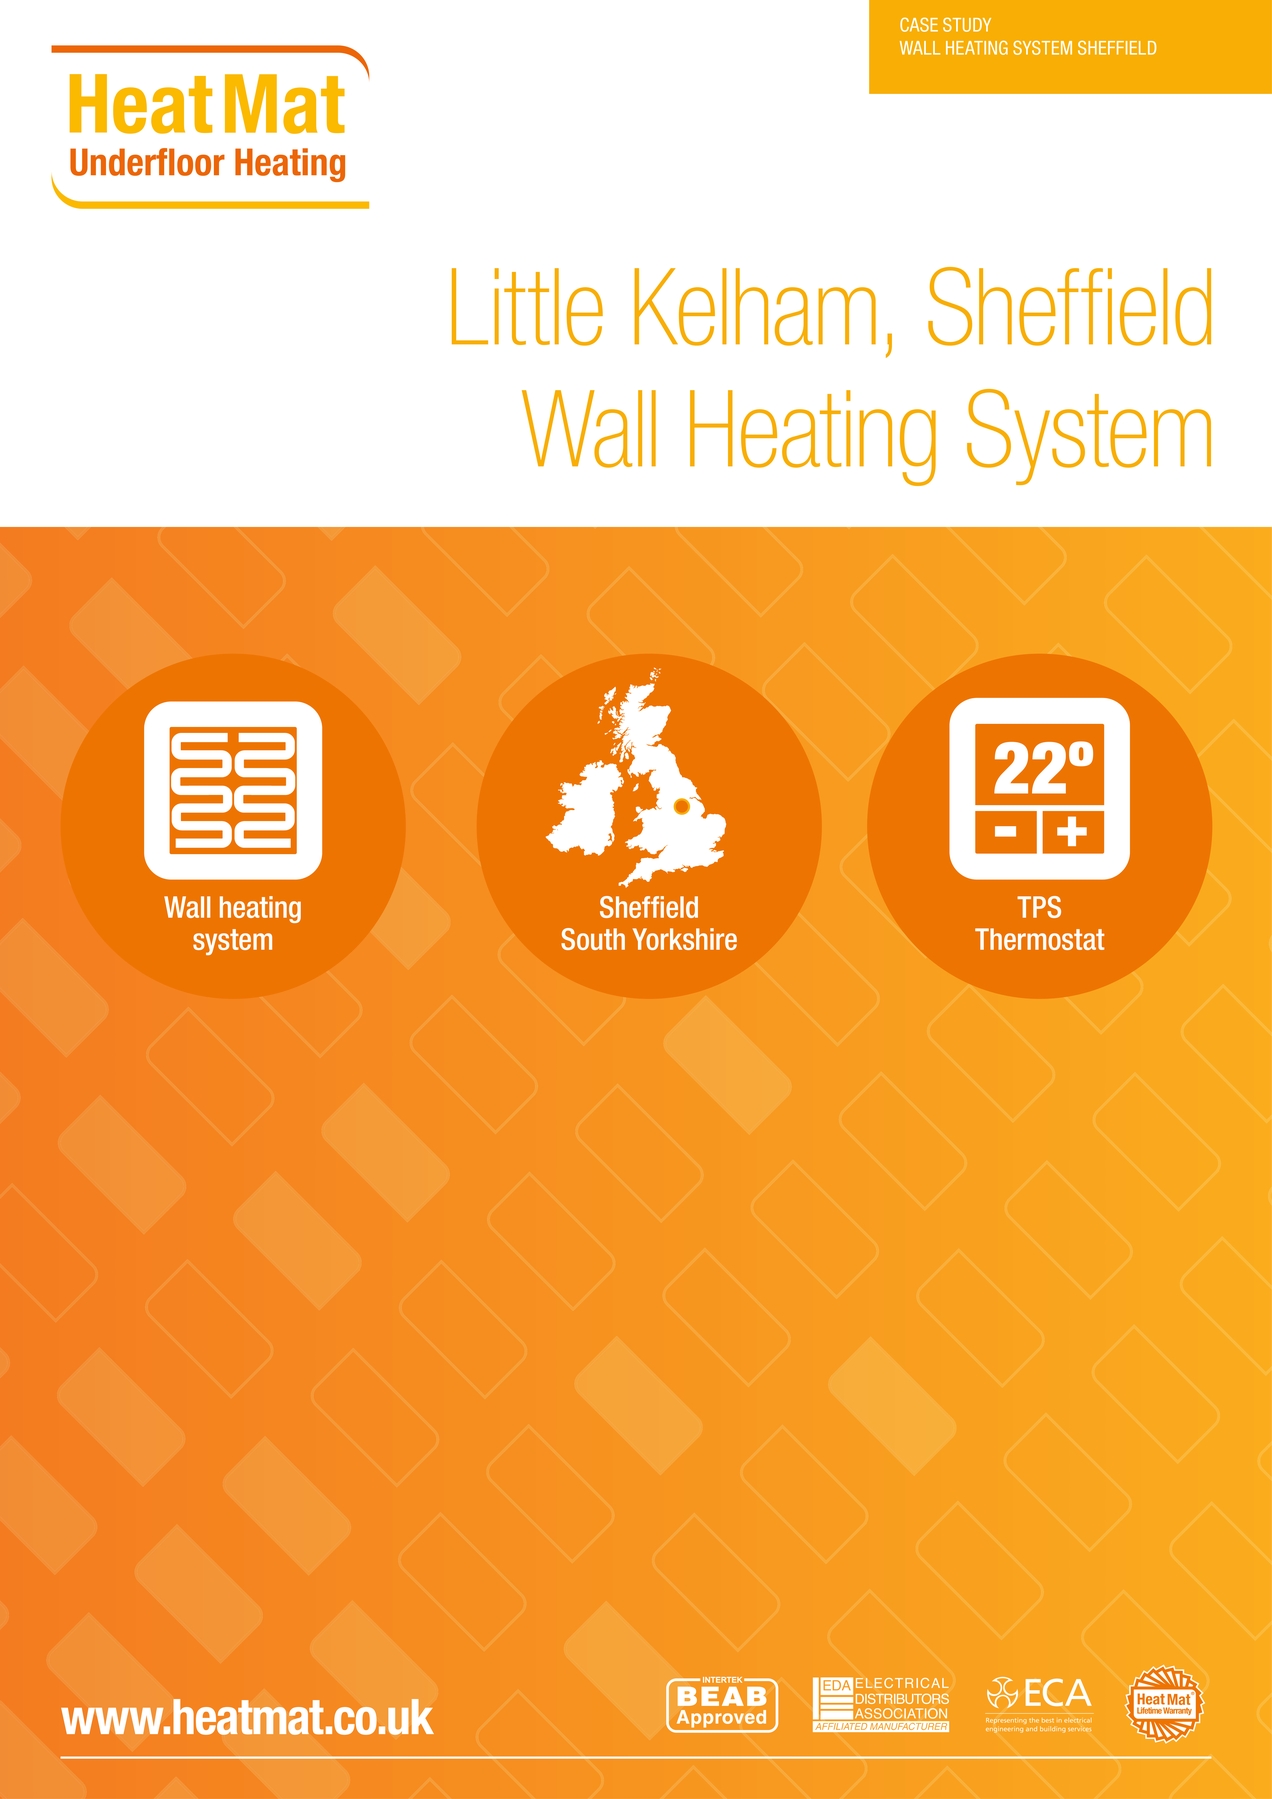 CASE STUDY
WALL HEATING SYSTEM SHEFFIELD
Heat Mat
Underfloor Heating
Little Kelham, Sheffield
Wall Heating System
22º
- +
Wall heating
system
Sheffield
South Yorkshire
TPS
Thermostat
www.heatmat.co.uk
INTERTEK
BEAB
Approved
EDA ELECTRICAL
DISTRIBUTORS
ASSOCIATION
AFFILIATED MANUFACTURER
ECA
Representing the best in electrical
engineering and building services
Heat Mat
Lifetime Warranty